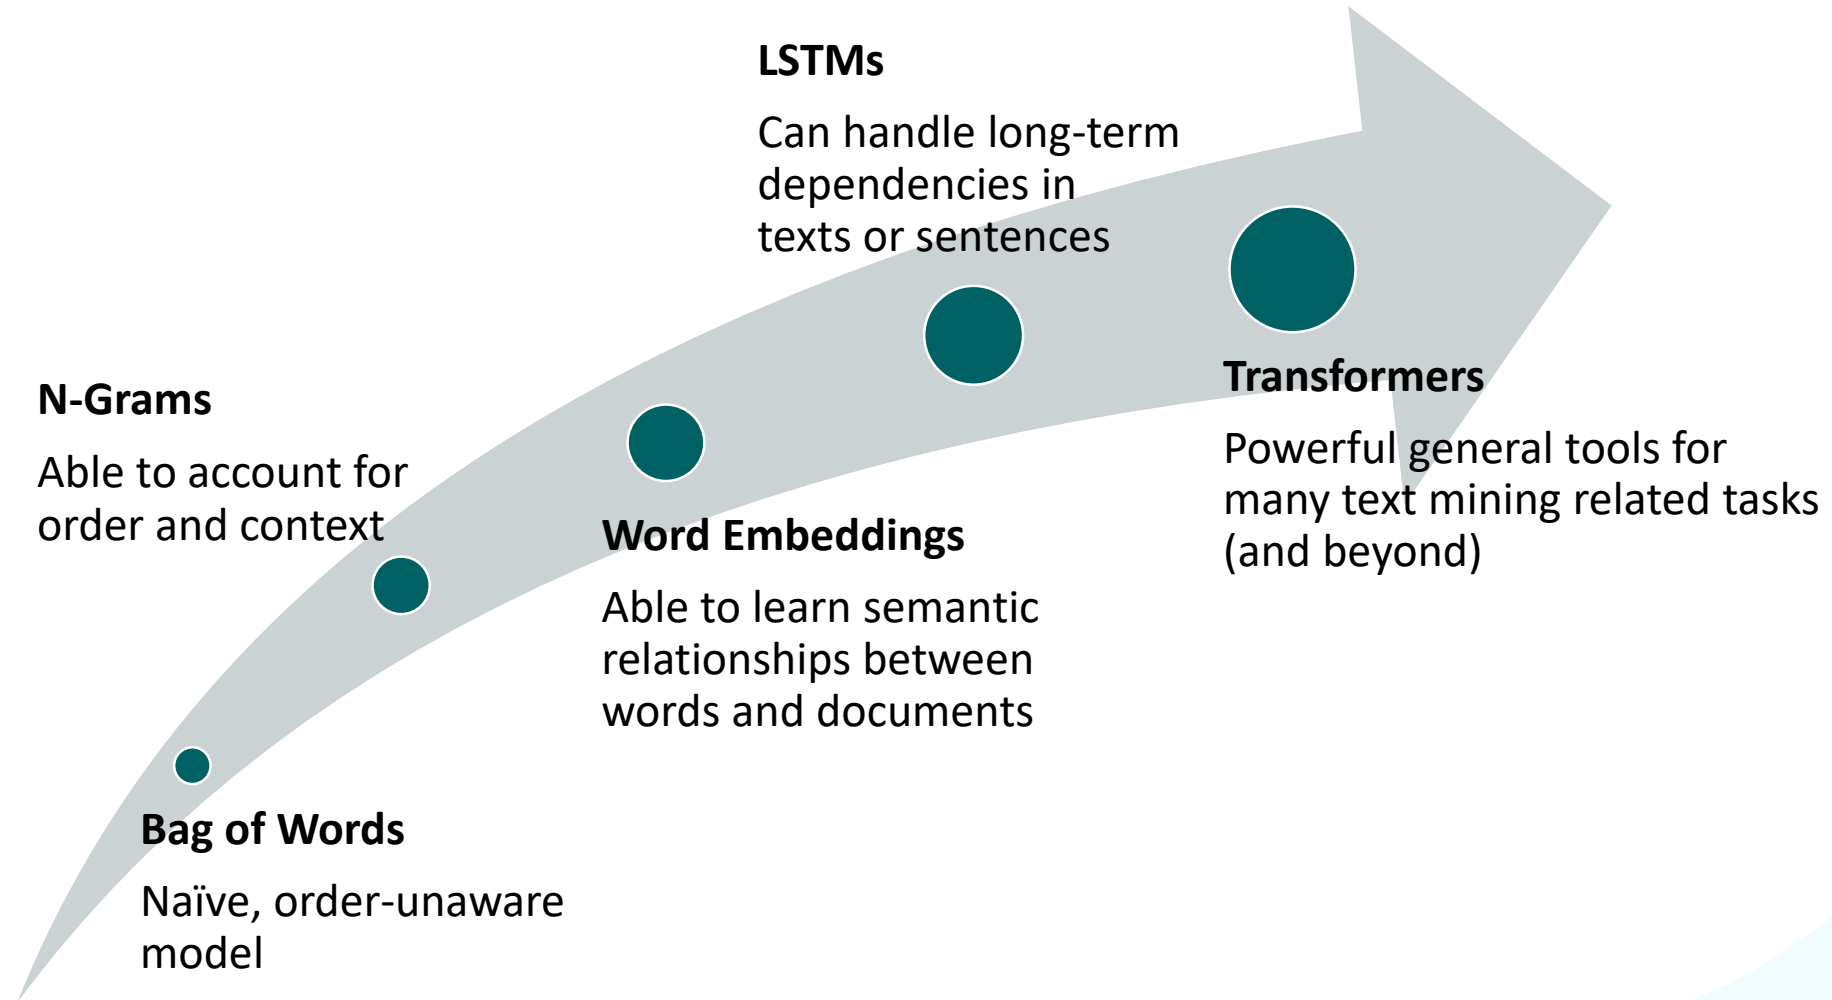 LSTMs
Can handle long-term
dependencies in
texts or sentences
N-Grams
Able to account for
order and context
Transformers
Powerful general tools for
many text mining related tasks
(and beyond)
Word Embeddings
Able to learn semantic
relationships between
words and documents
Bag of Words
Naïve, order-unaware
model